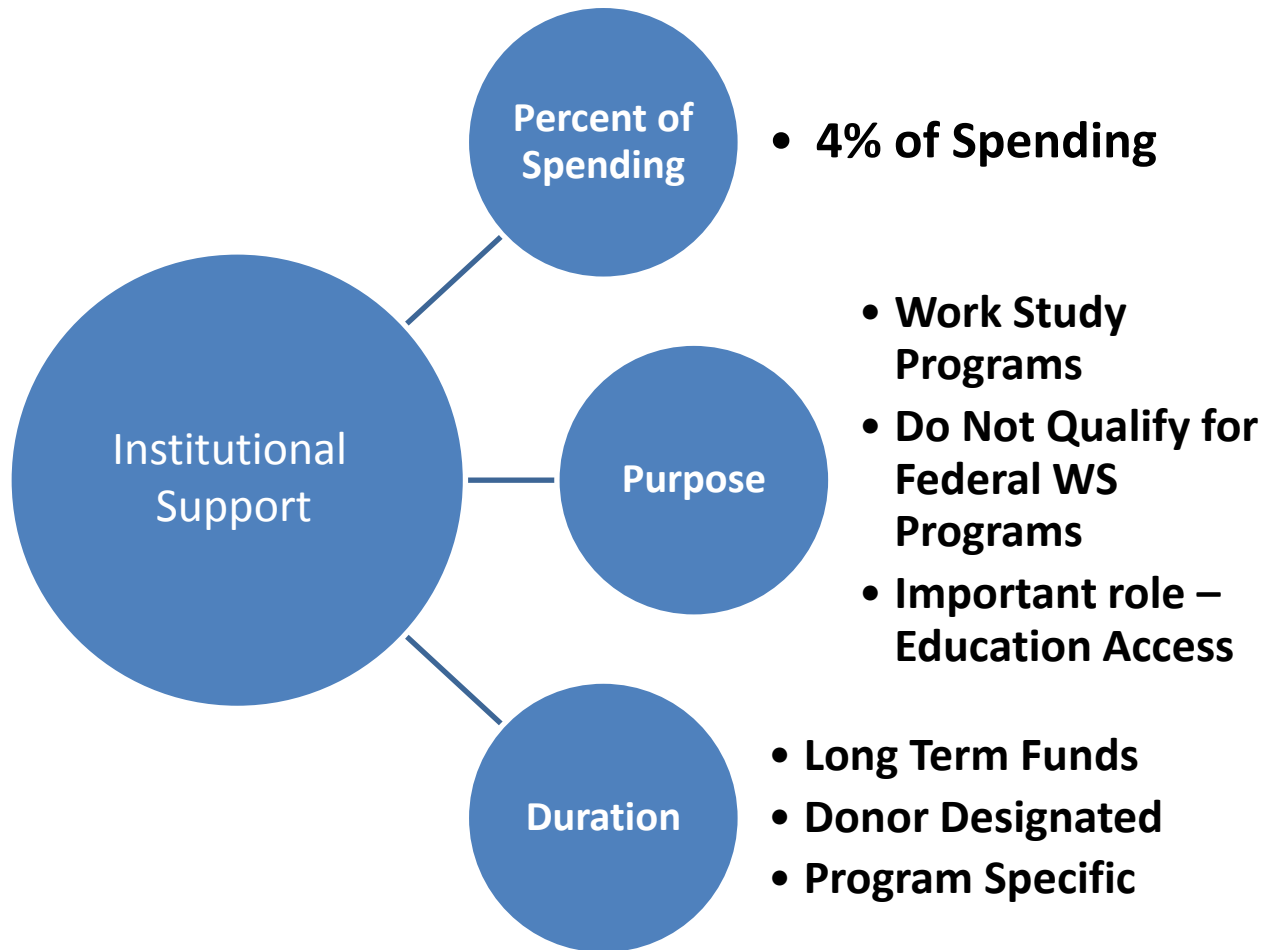 Institutional
Support
Percent of
Spending
• 4% of Spending
Purpose
• Work Study
Programs
• Do Not Qualify for
Federal WS
Programs
• Important role –
Education Access
Duration
• Long Term Funds
• Donor Designated
• Program Specific